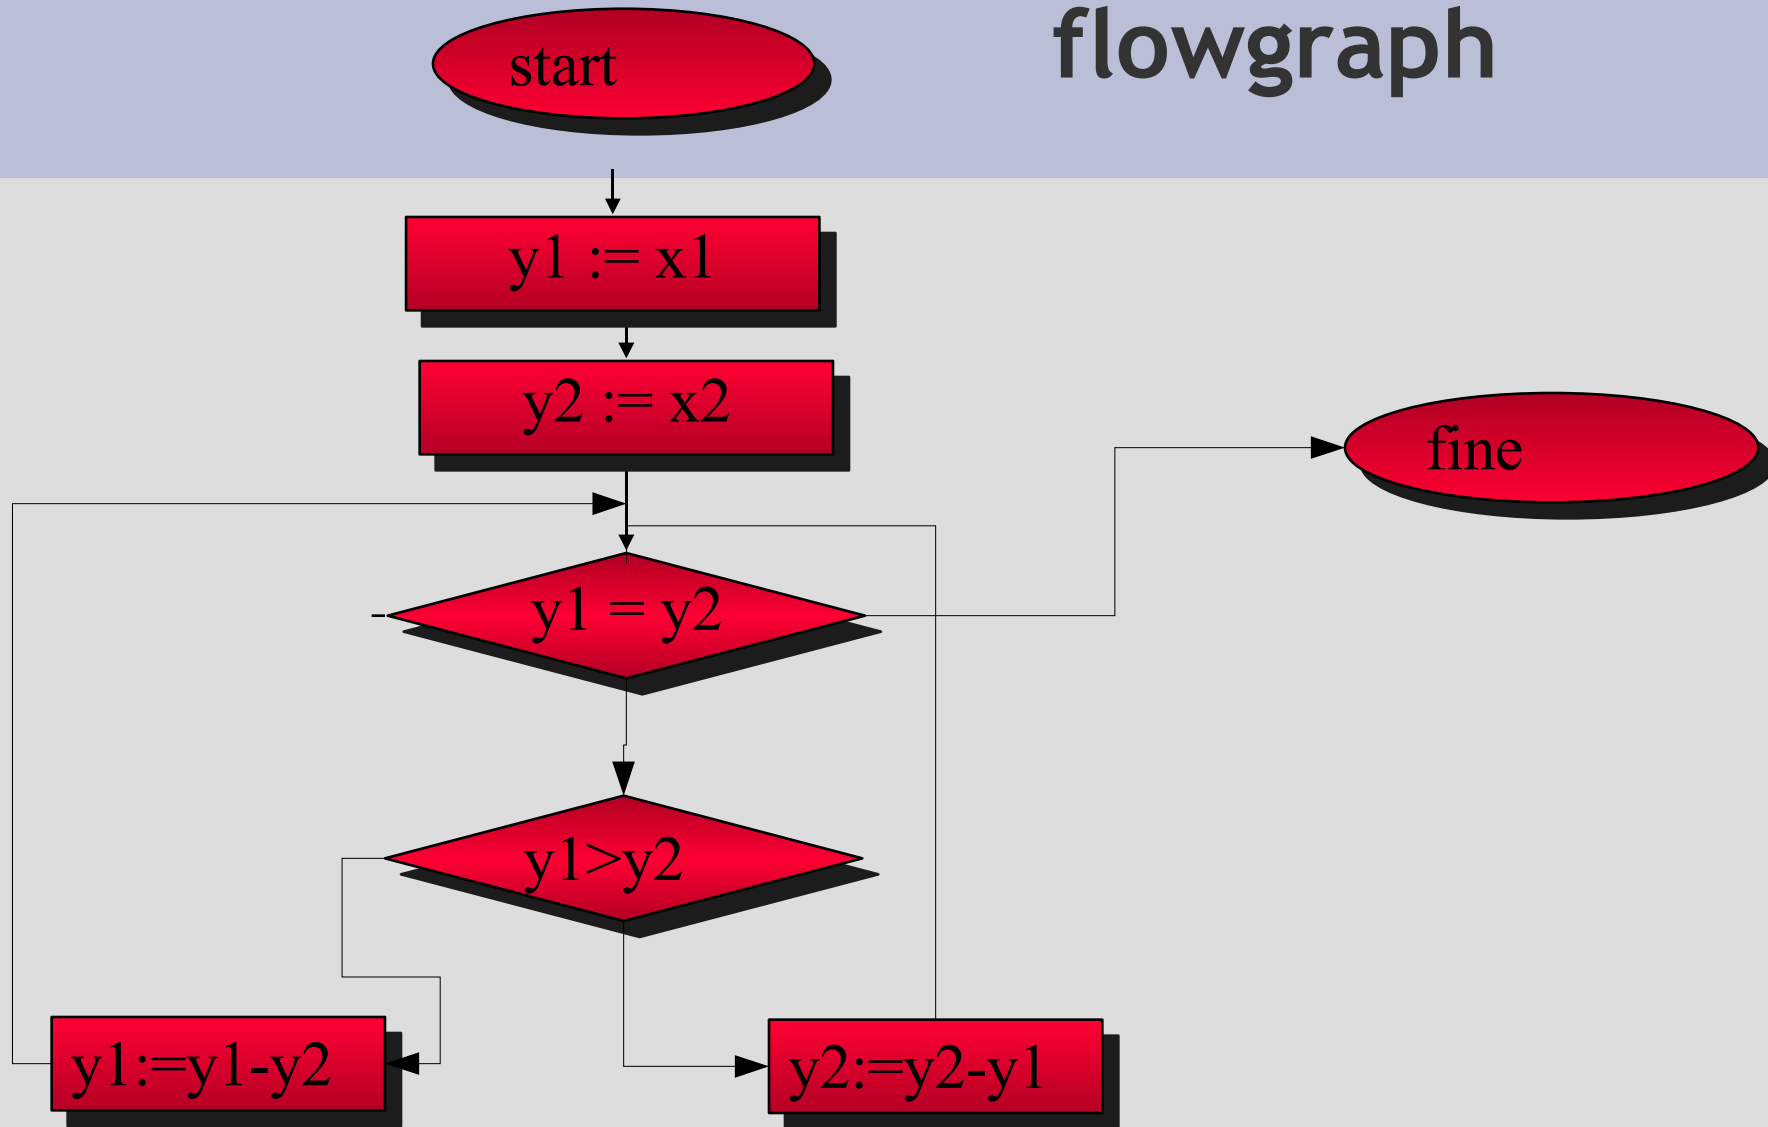 flowgraph
start
y1 := x1
y2 := x2
fine
y1 = y2
y1>y2
y1:=y1-y2
y2:=y2-y1